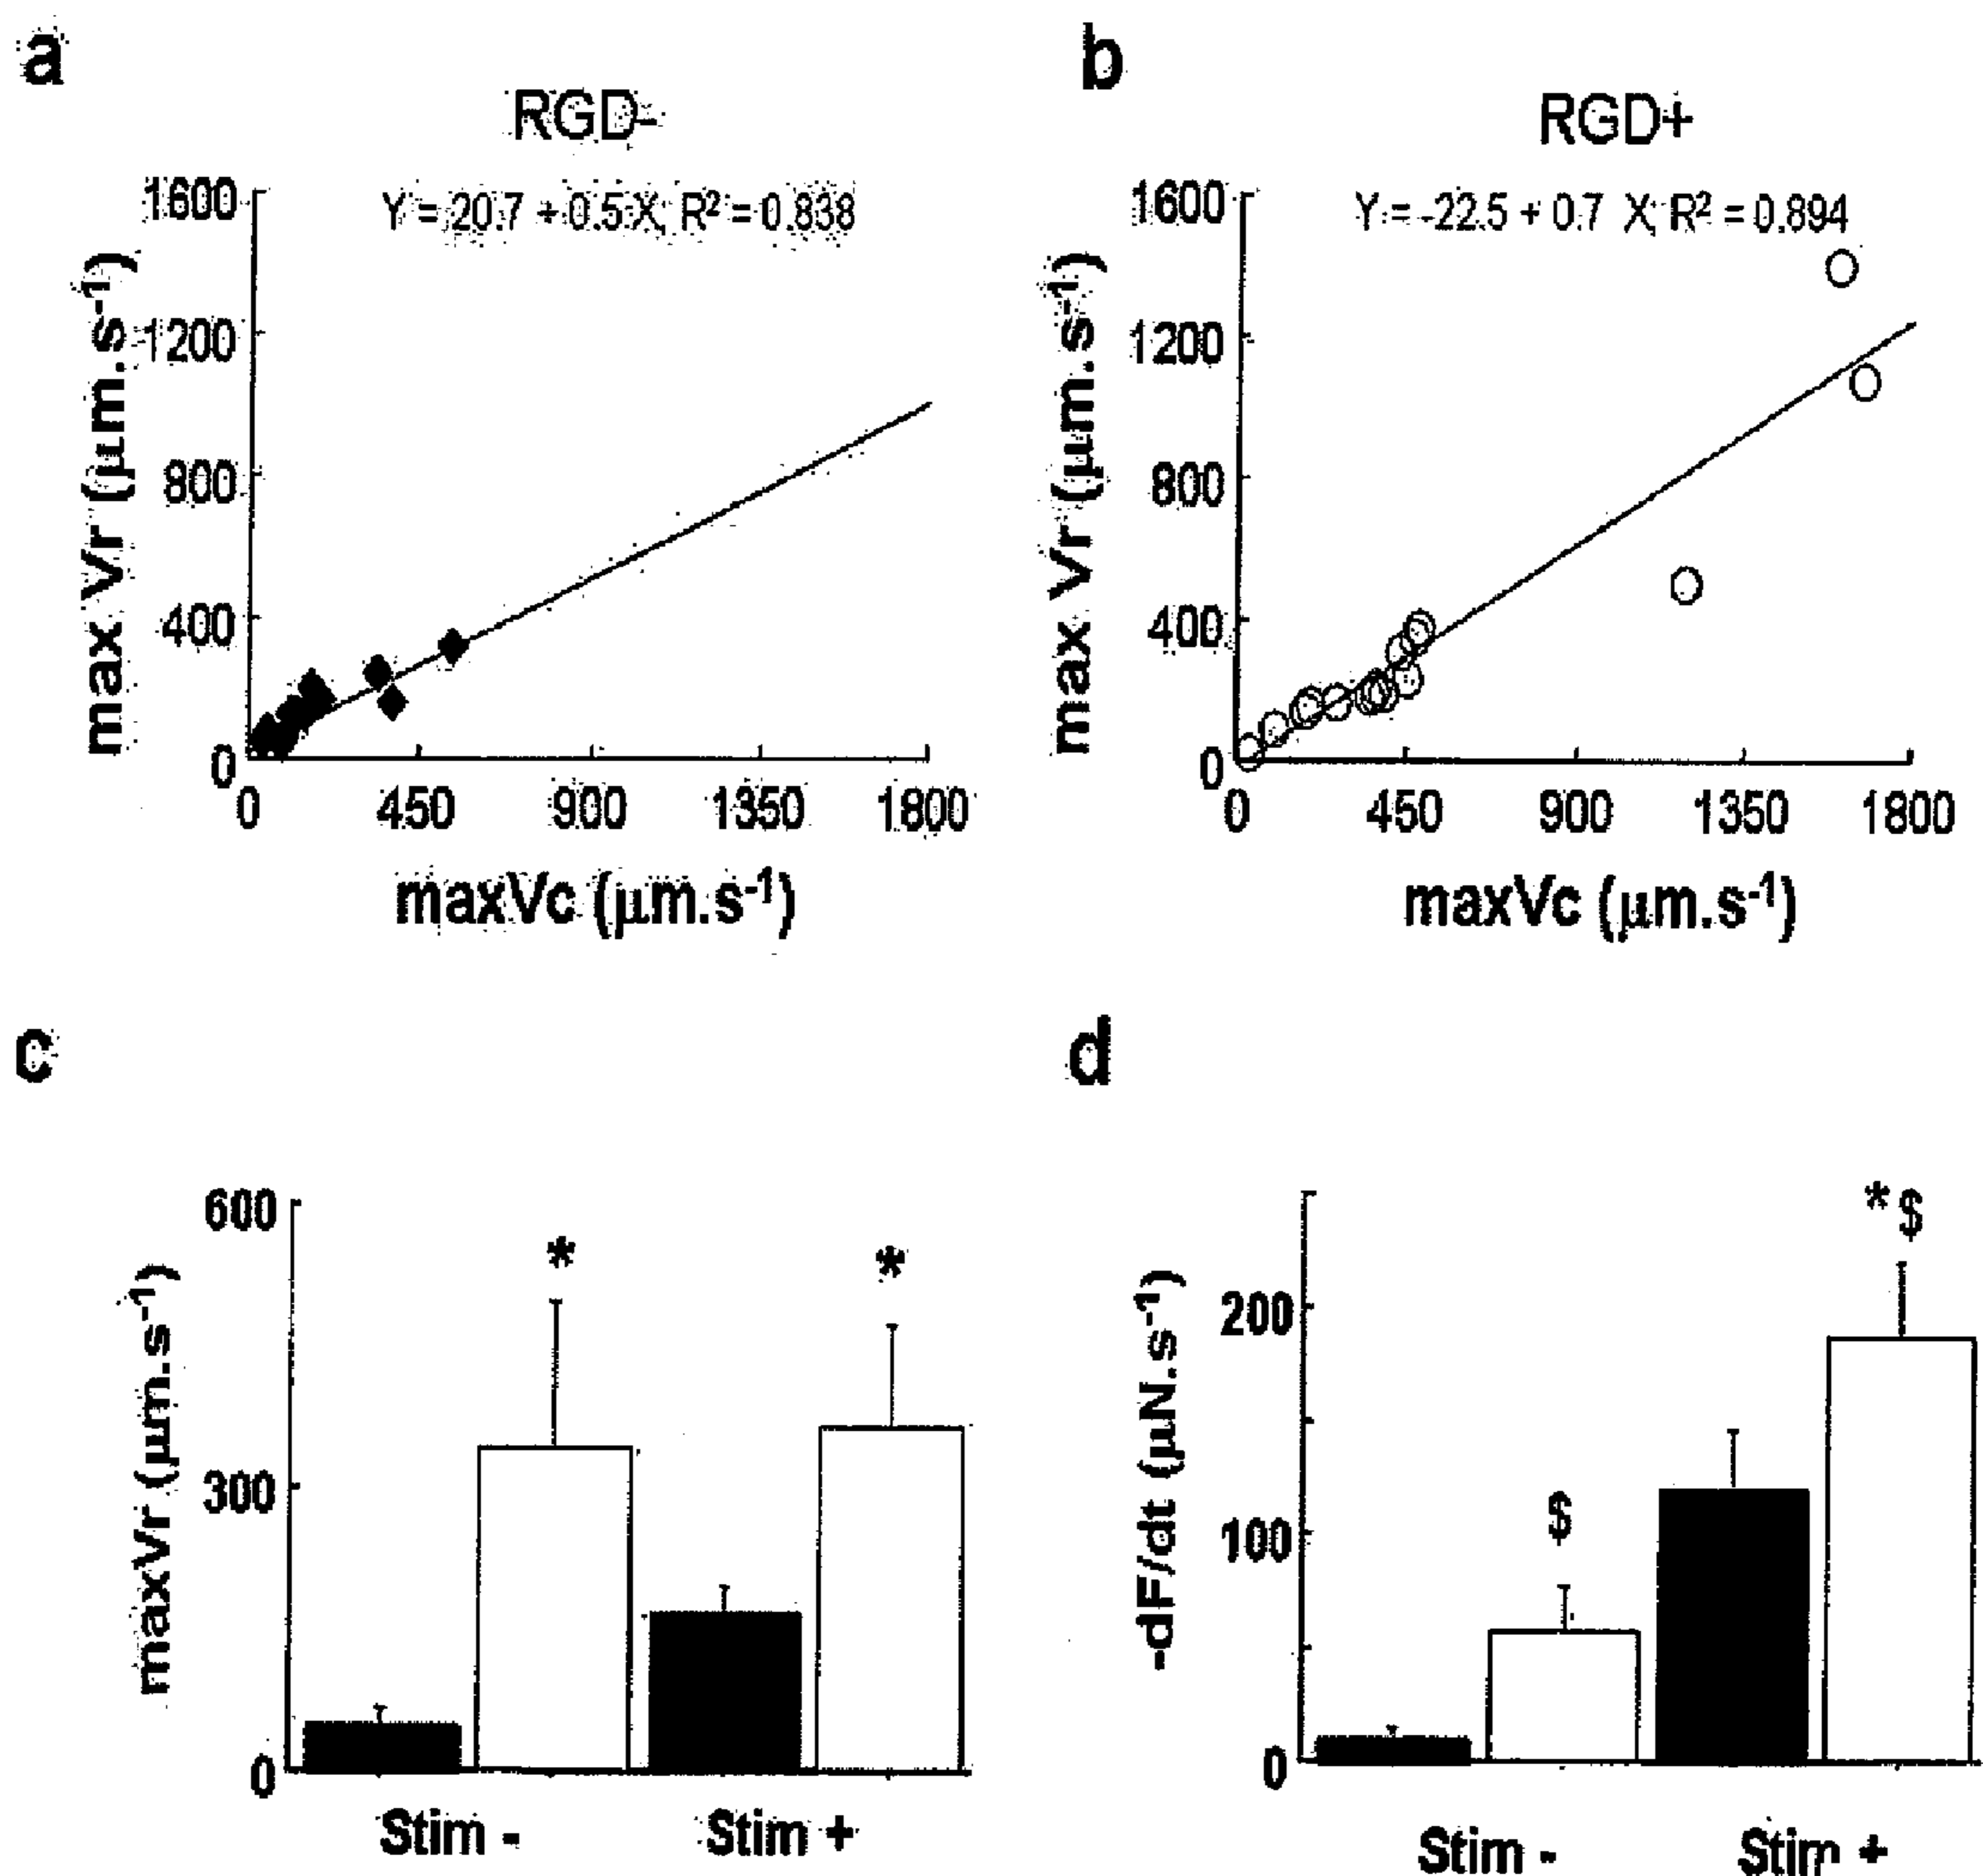 a
RGD-
Y = 20.7 + 0.5 X; R² = 0.838
1600
1200
800
400
0
max Vr (µm.s⁻¹)
0 450 900 1350 1800
maxVc (µm.s⁻¹)
b
RGD+
Y = -22.5 + 0.7 X; R² = 0.894
1600
1200
800
400
0
max Vr (µm.s⁻¹)
0 450 900 1350 1800
maxVc (µm.s⁻¹)
c
600
300
0
maxVr (µm.s⁻¹)
* *
Stim - Stim +
d
200
100
0
-dF/dt (µN.s⁻¹)
$
* $
Stim - Stim +